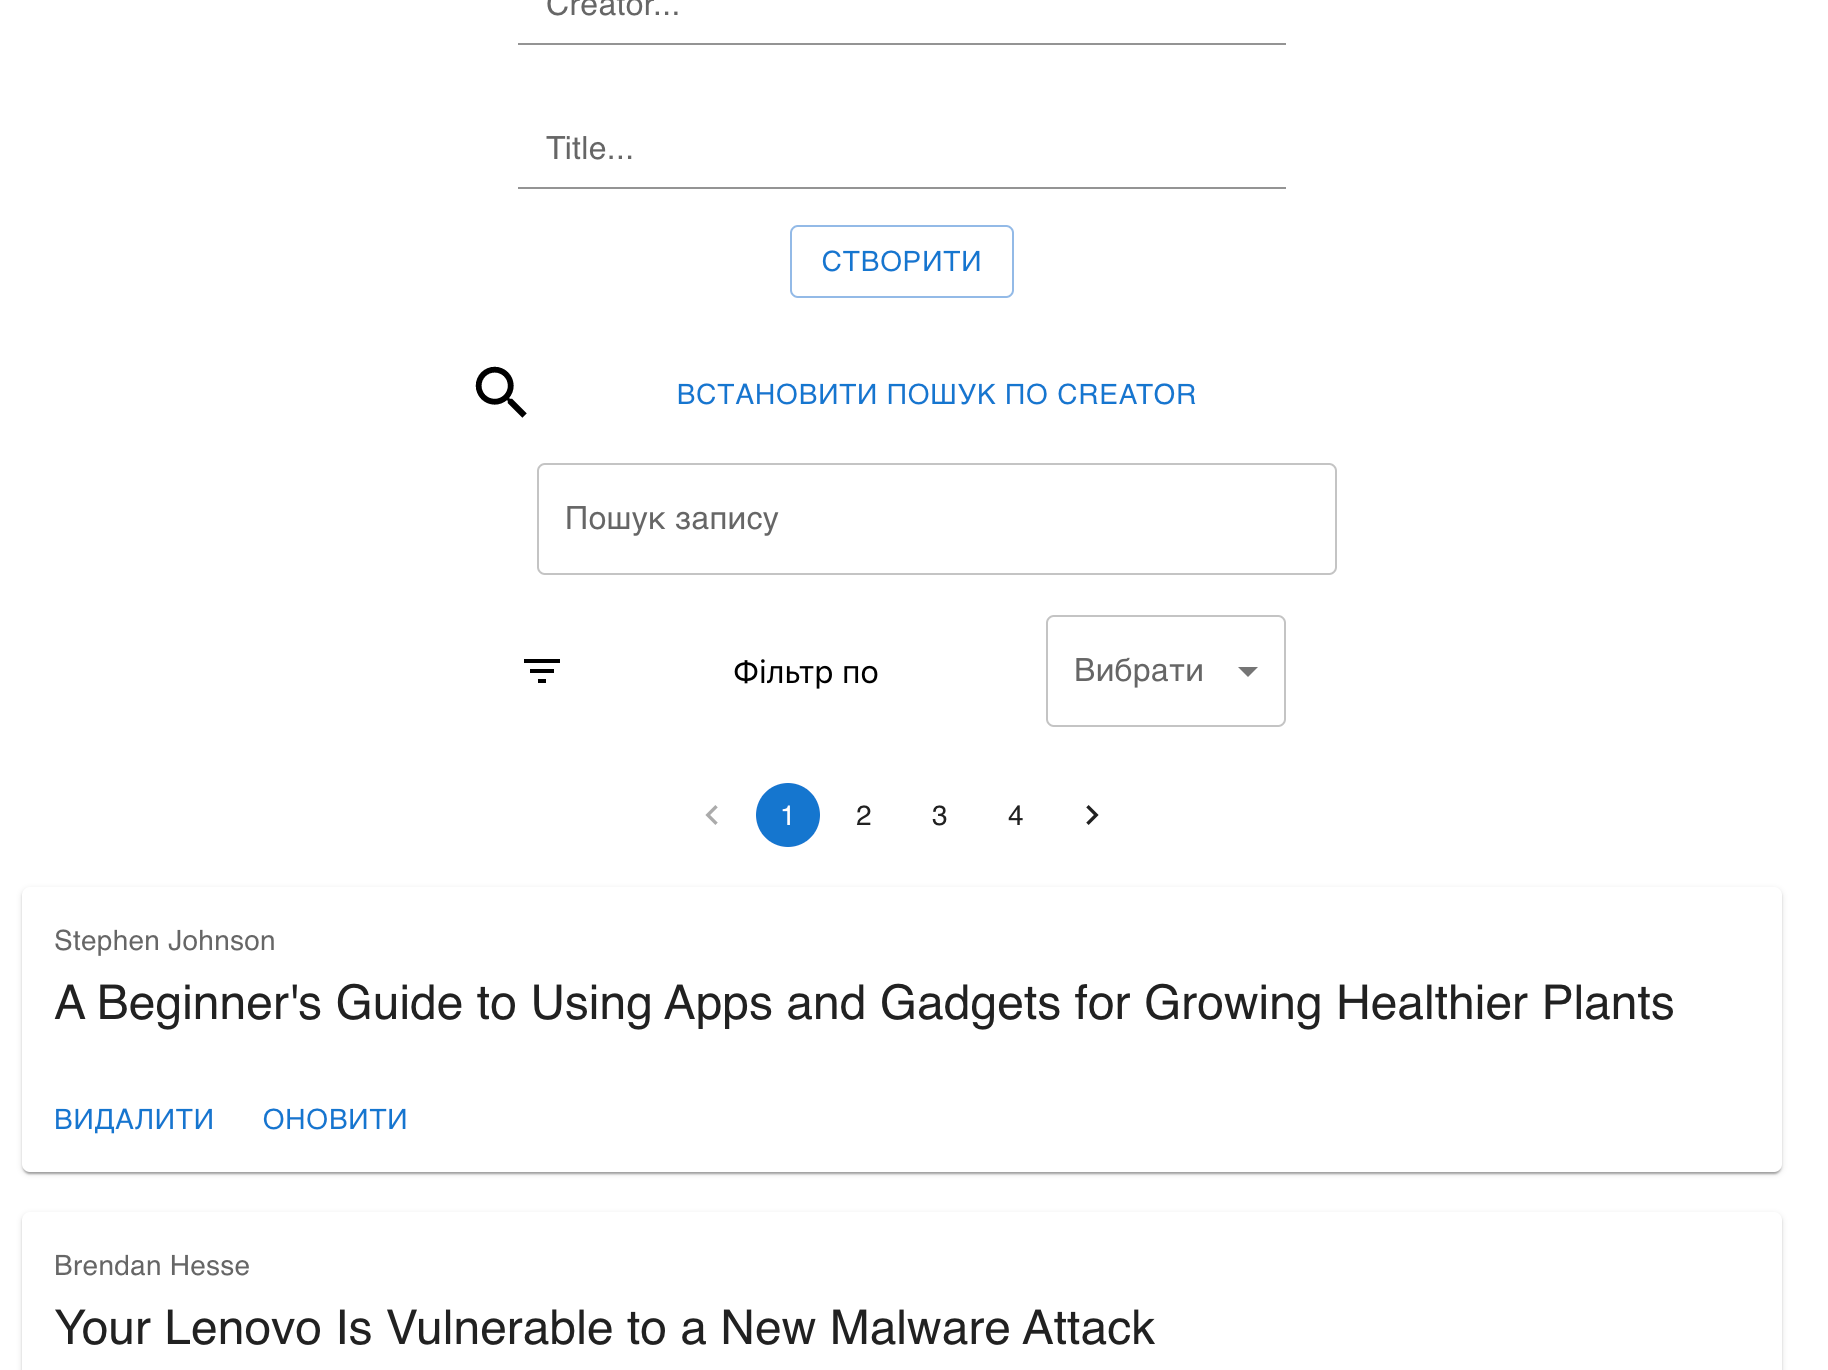 Creator...
Title...
СТВОРИТИ
ВСТАНОВИТИ ПОШУК ПО CREATOR
Пошук запису
Фільтр по
Вибрати
1 2 3 4
Stephen Johnson
A Beginner's Guide to Using Apps and Gadgets for Growing Healthier Plants
ВИДАЛИТИ ОНОВИТИ
Brendan Hesse
Your Lenovo Is Vulnerable to a New Malware Attack